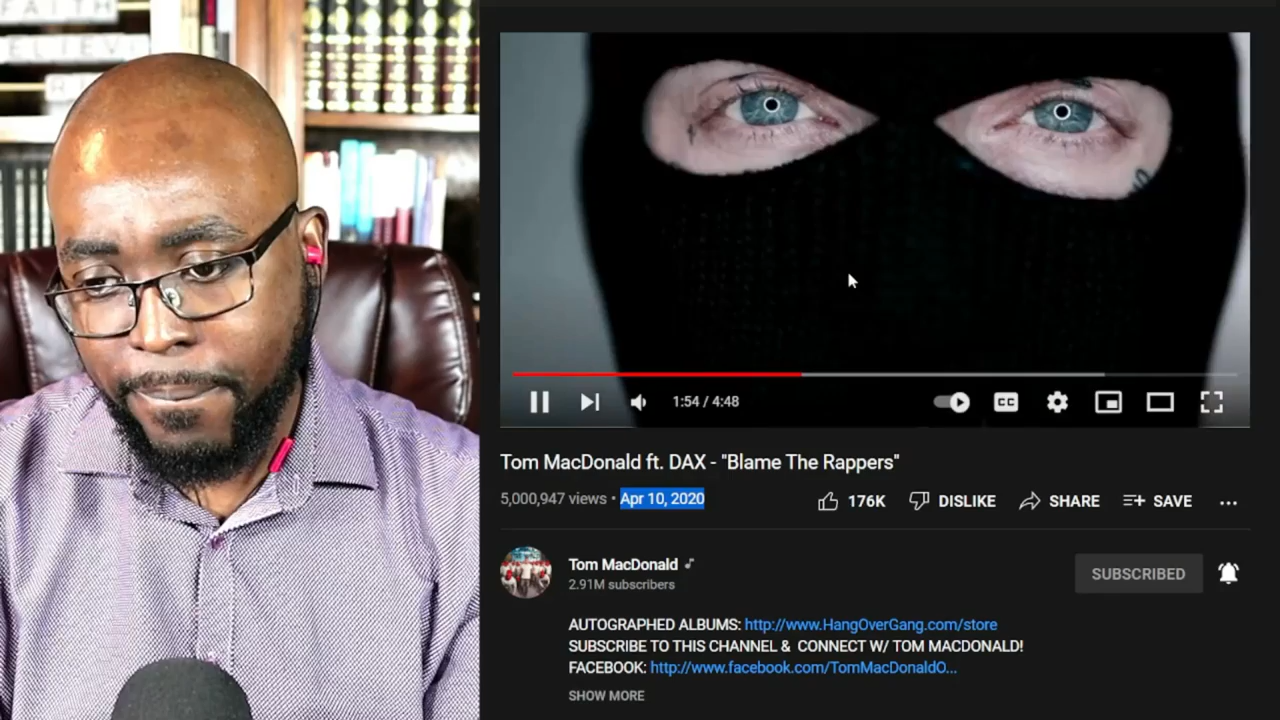 FAITH
1:54 / 4:48
CC
Tom MacDonald ft. DAX - "Blame The Rappers"
5,000,947 views • Apr 10, 2020 176K DISLIKE SHARE SAVE
Tom MacDonald
2.91M subscribers
SUBSCRIBED
AUTOGRAPHED ALBUMS: http://www.HangOverGang.com/store
SUBSCRIBE TO THIS CHANNEL & CONNECT W/ TOM MACDONALD!
FACEBOOK: http://www.facebook.com/TomMacDonaldO...
SHOW MORE